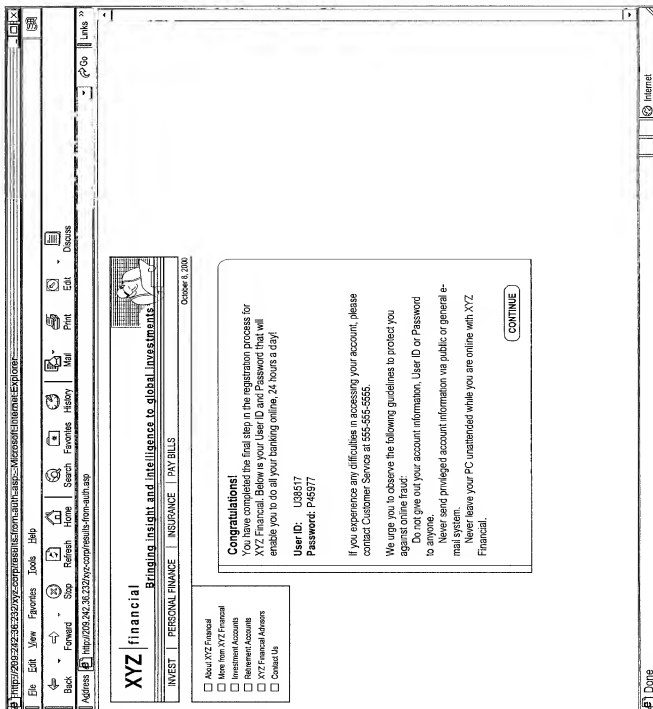 http://209.242.36.232/xyz-corp/results-from-auth.asp - Microsoft Internet Explorer
File Edit View Favorites Tools Help
Back Forward Stop Refresh Home Search Favorites History Mail Print Edit Discuss
Address http://209.242.36.232/xyz-corp/results-from-auth.asp Go Links »
XYZ financial
Bringing insight and intelligence to global investments
INVEST PERSONAL FINANCE INSURANCE PAY BILLS
October 8, 2000
About XYZ Financial
More from XYZ Financial
Investment Accounts
Retirement Accounts
XYZ Financial Advisors
Contact Us
Congratulations!
You have completed the final step in the registration process for
XYZ Financial. Below is your User ID and Password that will
enable you to do all your banking online, 24 hours a day!
User ID: U38517
Password: P45977
If you experience any difficulties in accessing your account, please
contact Customer Service at 555-555-5555.
We urge you to observe the following guidelines to protect you
against online fraud:
Do not give out your account information, User ID or Password
to anyone.
Never send privileged account information via public or general e-
mail system.
Never leave your PC unattended while you are online with XYZ
Financial.
CONTINUE
Done Internet